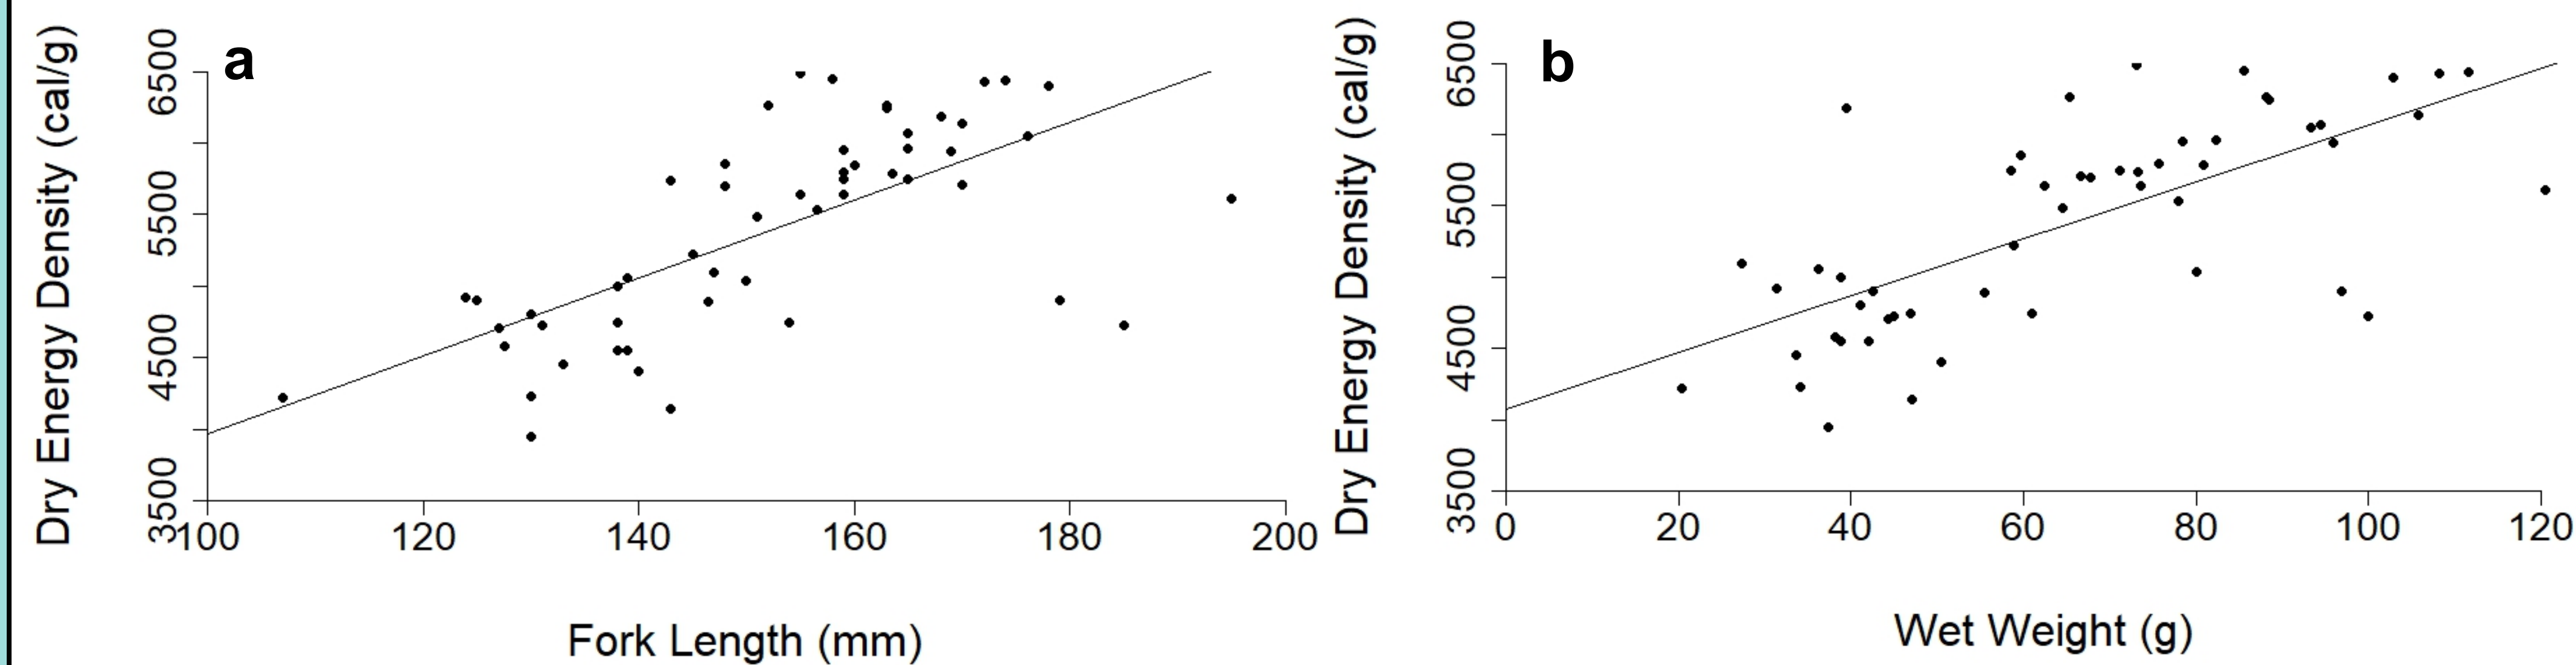 a
Dry Energy Density (cal/g)
6500
5500
4500
3500
100 120 140 160 180 200
Fork Length (mm)
b
Dry Energy Density (cal/g)
6500
5500
4500
3500
0 20 40 60 80 100 120
Wet Weight (g)